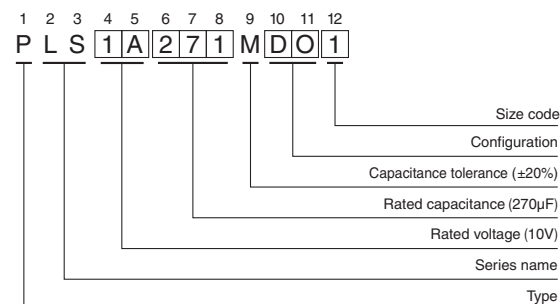 1 2 3 4 5 6 7 8 9 10 11 12
P L S 1 A 2 7 1 M D O 1
Size code
Configuration
Capacitance tolerance (±20%)
Rated capacitance (270µF)
Rated voltage (10V)
Series name
Type